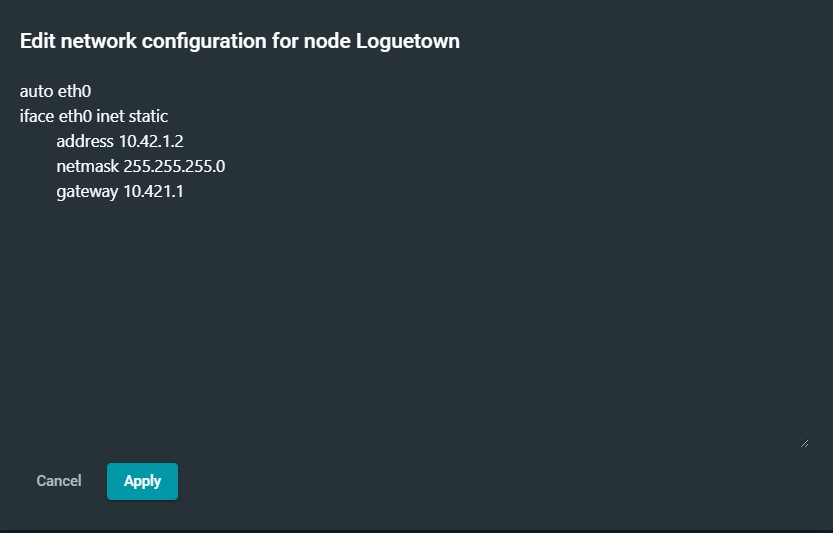 Edit network configuration for node Loguetown
auto eth0
iface eth0 inet static
address 10.42.1.2
netmask 255.255.255.0
gateway 10.421.1
Cancel
Apply